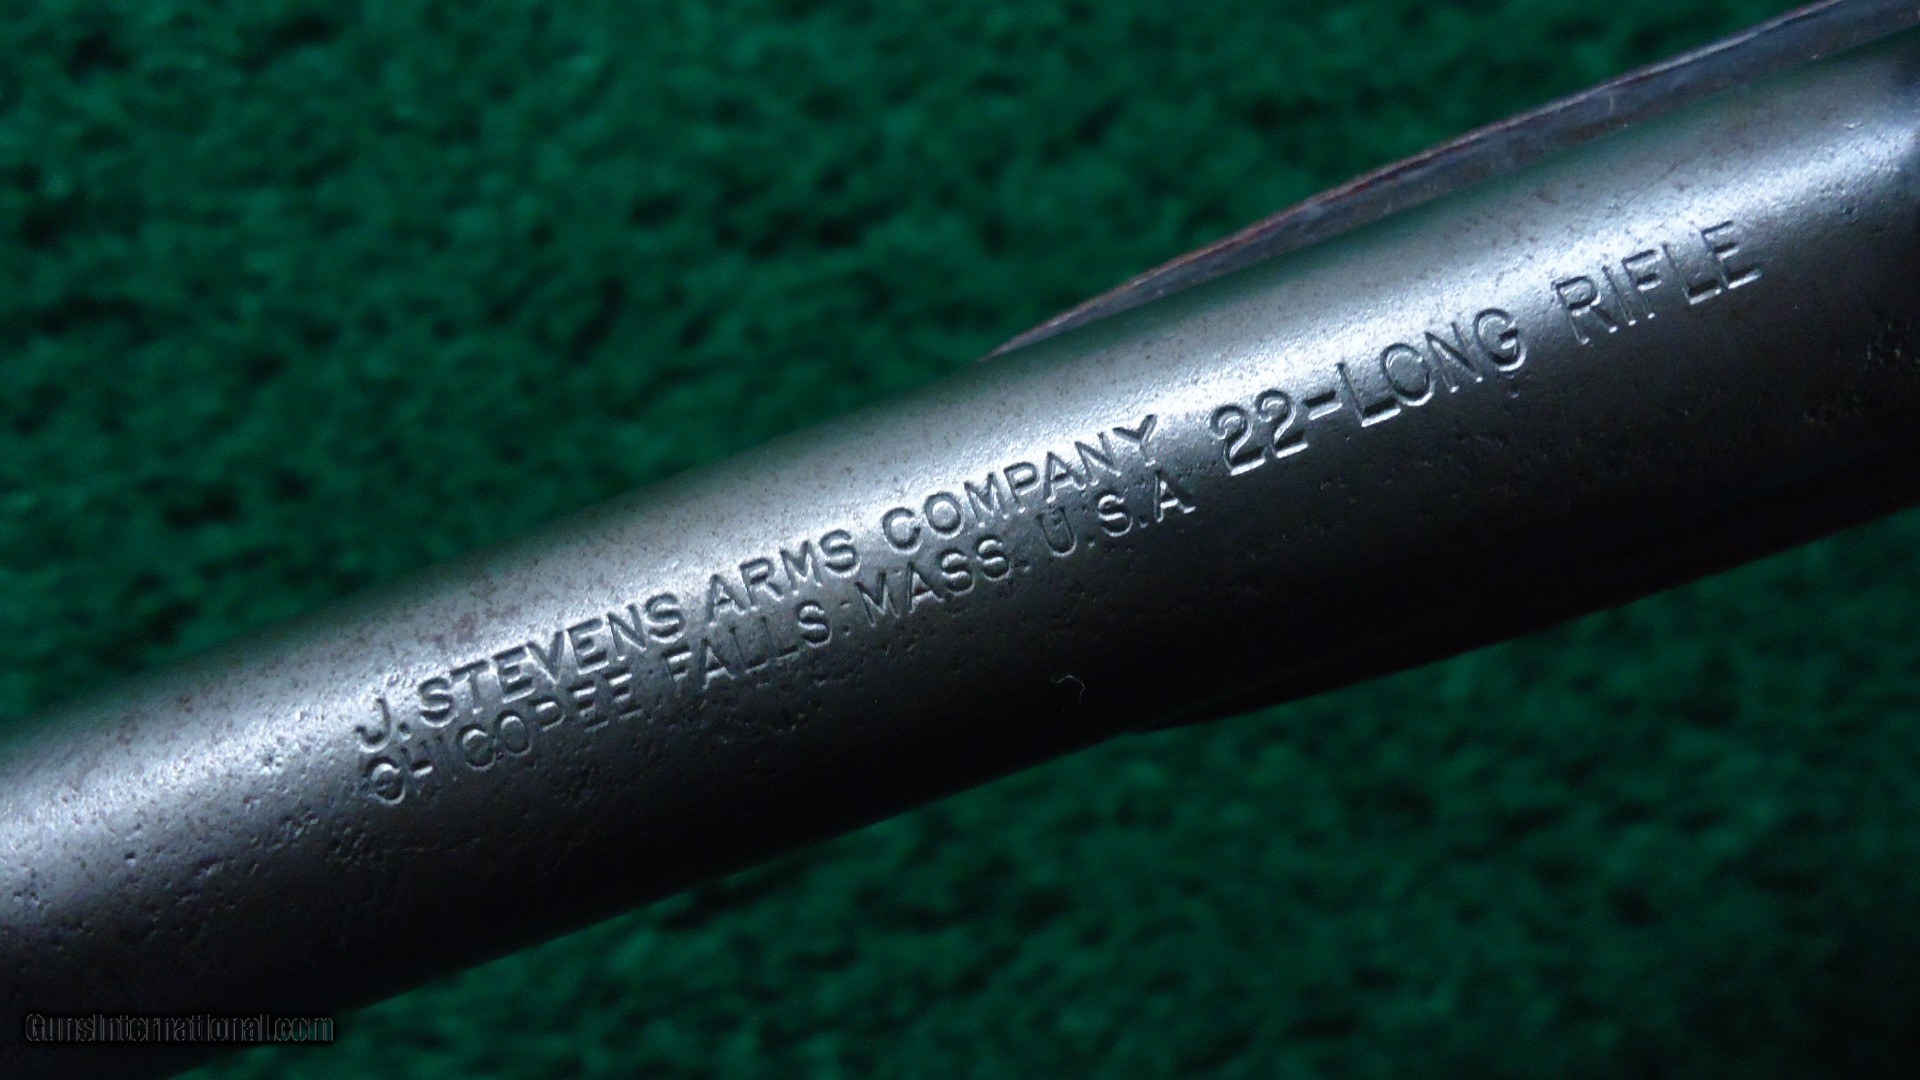 J. STEVENS ARMS COMPANY
CHICOPEE FALLS. MASS. U.S.A
22-LONG RIFLE
GunsInternational.com